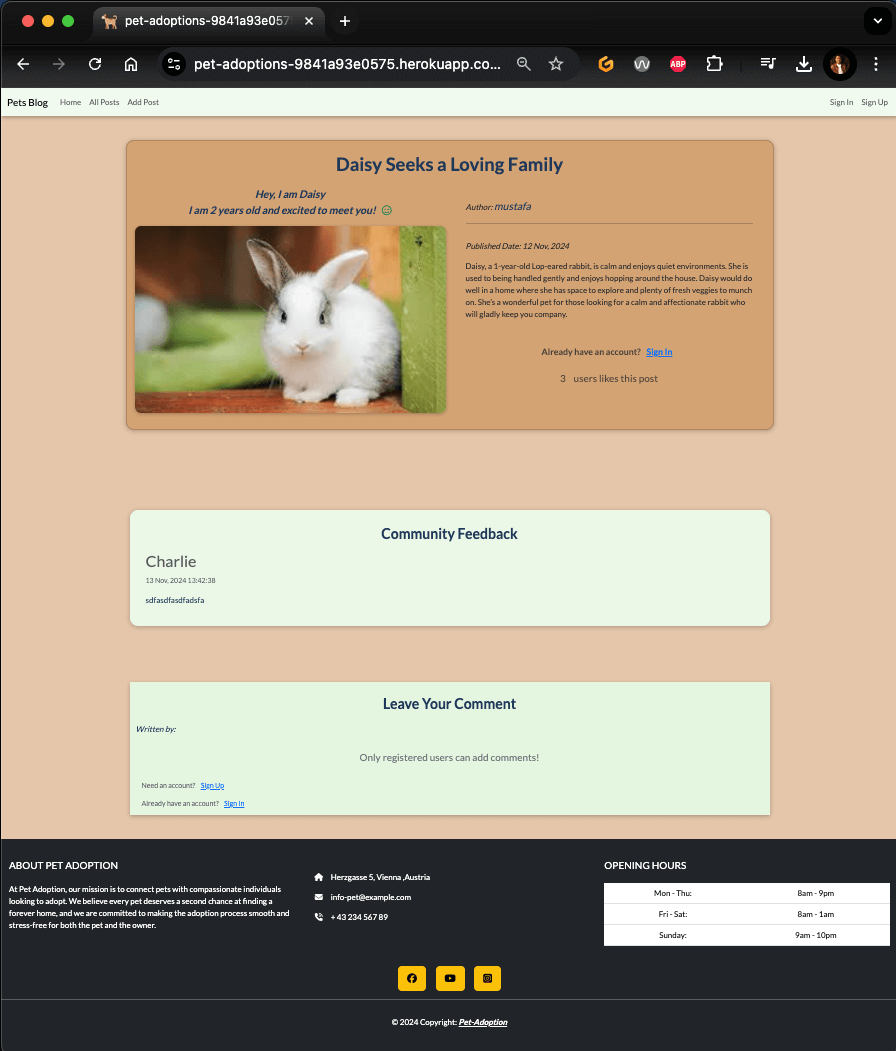 pet-adoptions-9841a93e057
pet-adoptions-9841a93e0575.herokuapp.co...
ABP
Pets Blog Home All Posts Add Post Sign In Sign Up
Daisy Seeks a Loving Family
Hey, I am Daisy
I am 2 years old and excited to meet you!
Author: mustafa
Published Date: 12 Nov, 2024
Daisy, a 1-year-old Lop-eared rabbit, is calm and enjoys quiet environments. She is
used to being handled gently and enjoys hopping around the house. Daisy would do
well in a home where she has space to explore and plenty of fresh veggies to munch
on. She's a wonderful pet for those looking for a calm and affectionate rabbit who
will gladly keep you company.
Already have an account? Sign In
3 users likes this post
Community Feedback
Charlie
13 Nov, 2024 13:42:38
sdfasdfasdfadsfa
Leave Your Comment
Written by:
Only registered users can add comments!
Need an account? Sign Up
Already have an account? Sign In
ABOUT PET ADOPTION
At Pet Adoption, our mission is to connect pets with compassionate individuals
looking to adopt. We believe every pet deserves a second chance at finding a
forever home, and we are committed to making the adoption process smooth and
stress-free for both the pet and the owner.
Herzgasse 5, Vienna ,Austria
info-pet@example.com
+ 43 234 567 89
OPENING HOURS
Mon - Thu: 8am - 9pm
Fri - Sat: 8am - 1am
Sunday: 9am - 10pm
© 2024 Copyright: Pet-Adoption